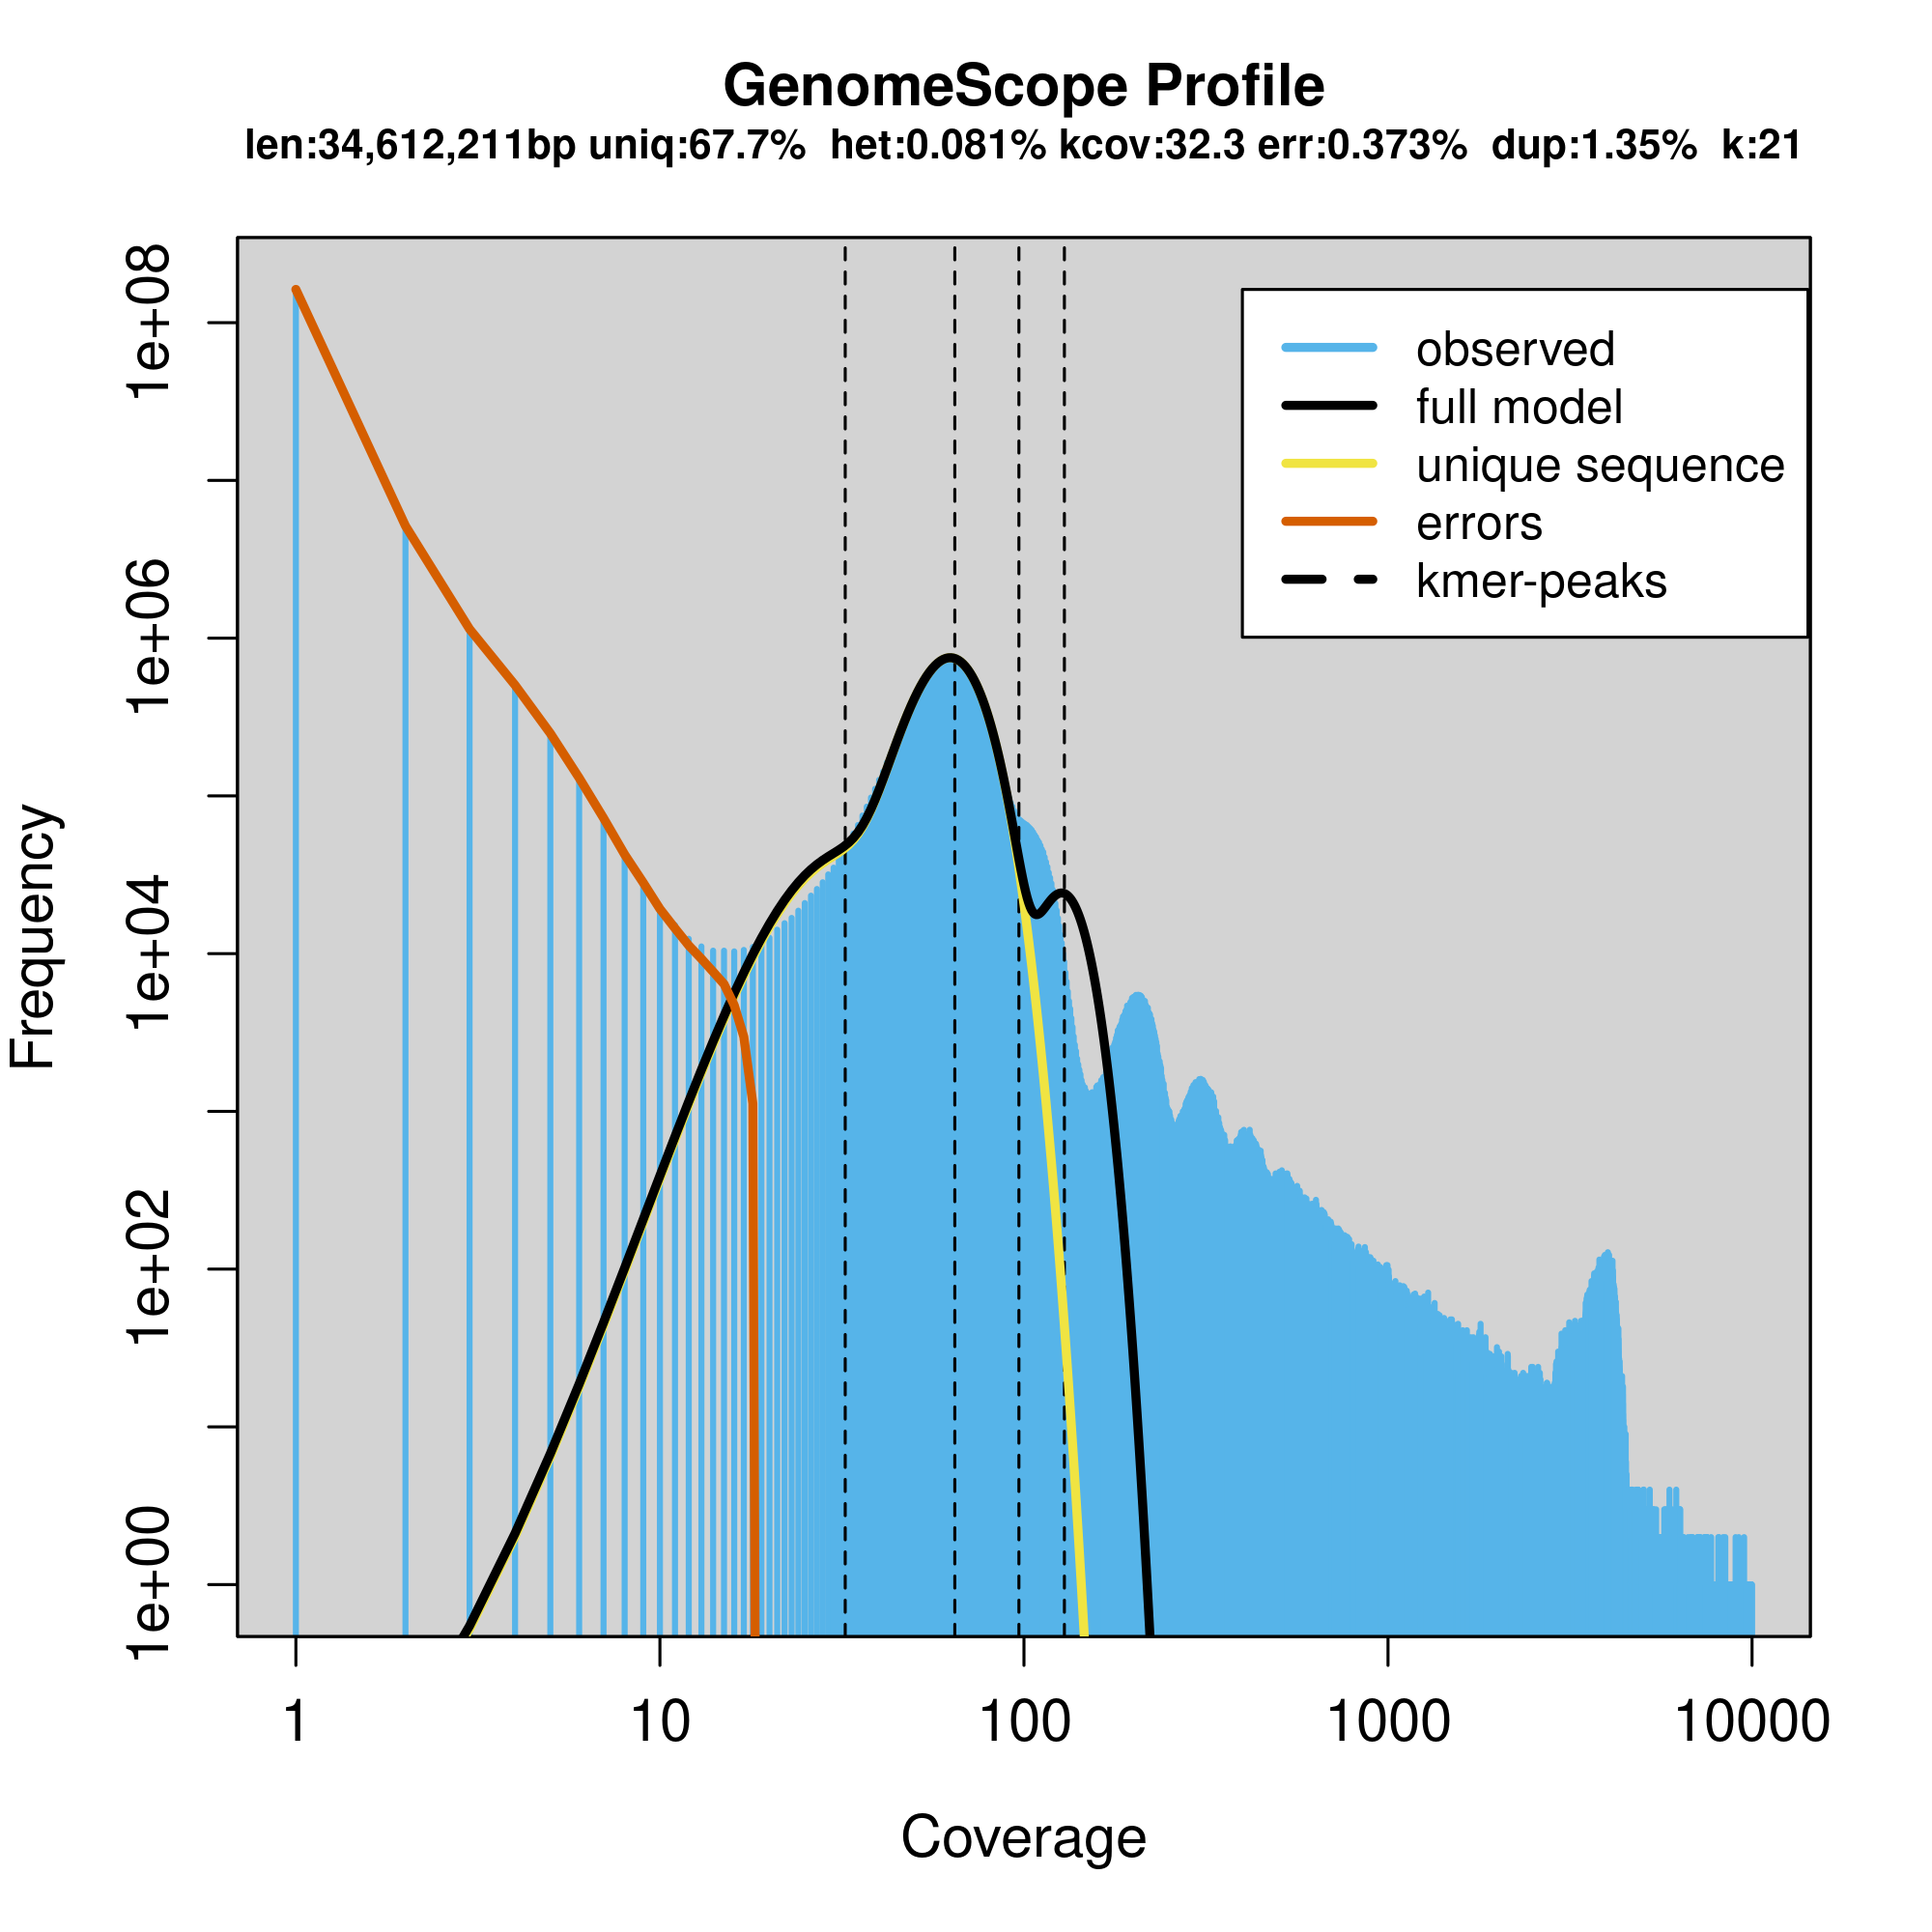 GenomeScope Profile
len:34,612,211bp uniq:67.7% het:0.081% kcov:32.3 err:0.373% dup:1.35% k:21
observed
full model
unique sequence
errors
kmer-peaks
Frequency
1e+08
1e+06
1e+04
1e+02
1e+00
1 10 100 1000 10000
Coverage